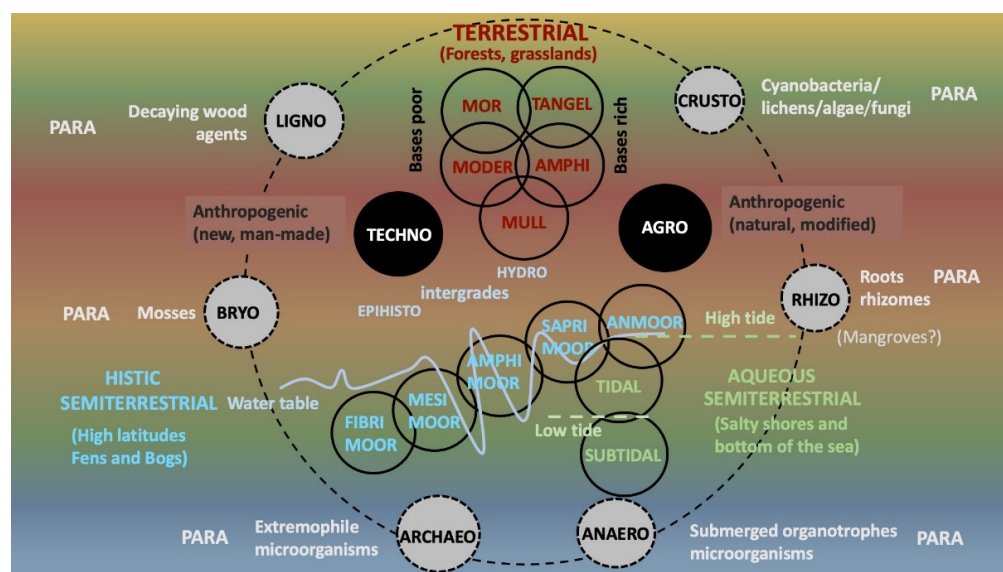 TERRESTRIAL
(Forests, grasslands)
PARA
Decaying wood
agents
LIGNO
Bases poor
MOR
TANGEL
MODER
AMPHI
MULL
Bases rich
CRUSTO
Cyanobacteria/
lichens/algae/fungi
PARA
Anthropogenic
(new, man-made)
TECHNO
AGRO
Anthropogenic
(natural, modified)
HYDRO
intergrades
EPIHISTO
PARA
Mosses
BRYO
RHIZO
Roots
rhizomes
PARA
(Mangroves?)
SAPRI
MOOR
ANMOOR
High tide
AMPHI
MOOR
TIDAL
HISTIC
SEMITERRESTRIAL
(High latitudes
Fens and Bogs)
Water table
MESI
MOOR
FIBRI
MOOR
Low tide
SUBTIDAL
AQUEOUS
SEMITERRESTRIAL
(Salty shores and
bottom of the sea)
PARA
Extremophile
microorganisms
ARCHAEO
ANAERO
Submerged organotrophes
microorganisms
PARA